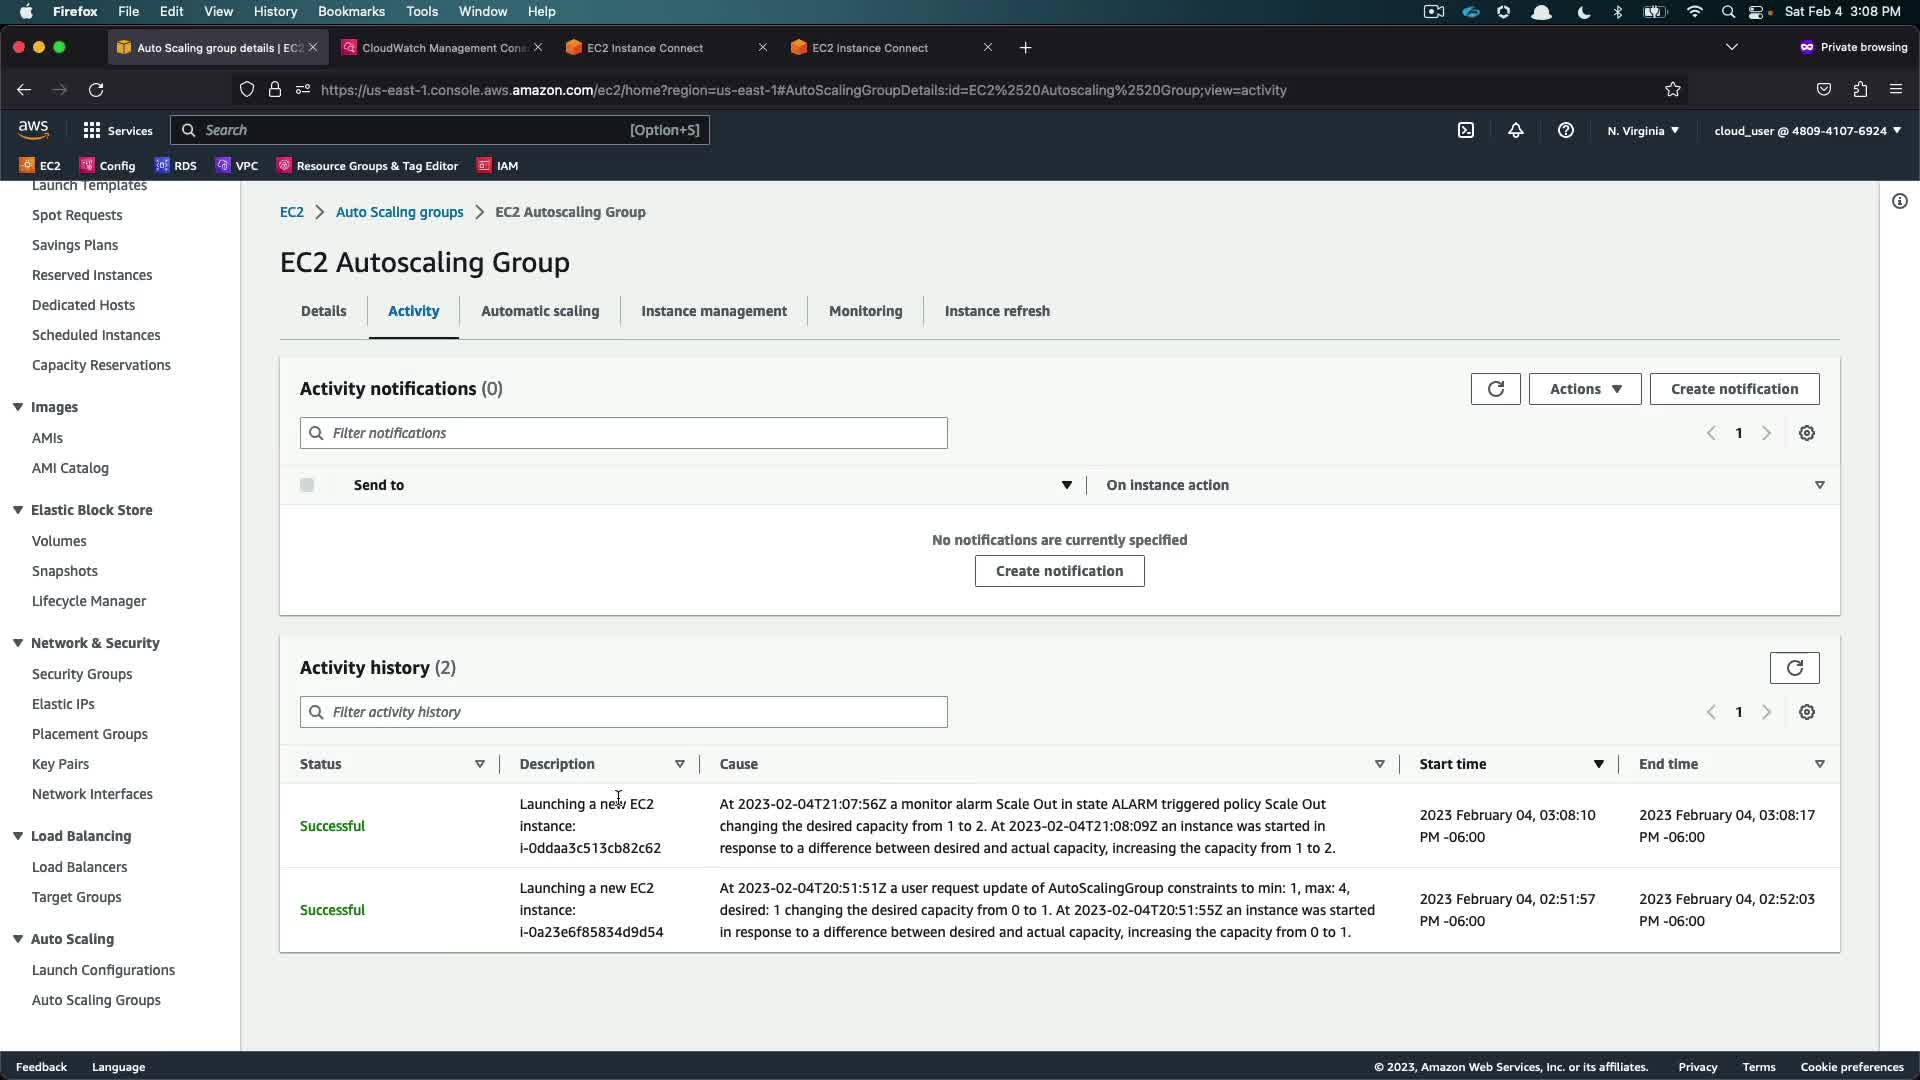 Firefox File Edit View History Bookmarks Tools Window Help Sat Feb 4 3:08 PM
Auto Scaling group details | EC2 CloudWatch Management Con EC2 Instance Connect EC2 Instance Connect Private browsing
https://us-east-1.console.aws.amazon.com/ec2/home?region=us-east-1#AutoScalingGroupDetails:id=EC2%2520Autoscaling%2520Group;view=activity
aws Services Search [Option+S] N. Virginia cloud_user @ 4809-4107-6924
EC2 Config RDS VPC Resource Groups & Tag Editor IAM
Launch Templates
Spot Requests
Savings Plans
Reserved Instances
Dedicated Hosts
Scheduled Instances
Capacity Reservations
Images
AMIs
AMI Catalog
Elastic Block Store
Volumes
Snapshots
Lifecycle Manager
Network & Security
Security Groups
Elastic IPs
Placement Groups
Key Pairs
Network Interfaces
Load Balancing
Load Balancers
Target Groups
Auto Scaling
Launch Configurations
Auto Scaling Groups
EC2 Auto Scaling groups EC2 Autoscaling Group
EC2 Autoscaling Group
Details Activity Automatic scaling Instance management Monitoring Instance refresh
Activity notifications (0) Actions Create notification
Filter notifications 1
Send to On instance action
No notifications are currently specified
Create notification
Activity history (2)
Filter activity history 1
Status Description Cause Start time End time
Successful
Launching a new EC2
instance:
i-0ddaa3c513cb82c62
At 2023-02-04T21:07:56Z a monitor alarm Scale Out in state ALARM triggered policy Scale Out
changing the desired capacity from 1 to 2. At 2023-02-04T21:08:09Z an instance was started in
response to a difference between desired and actual capacity, increasing the capacity from 1 to 2.
2023 February 04, 03:08:10
PM -06:00
2023 February 04, 03:08:17
PM -06:00
Successful
Launching a new EC2
instance:
i-0a23e6f85834d9d54
At 2023-02-04T20:51:51Z a user request update of AutoScalingGroup constraints to min: 1, max: 4,
desired: 1 changing the desired capacity from 0 to 1. At 2023-02-04T20:51:55Z an instance was started
in response to a difference between desired and actual capacity, increasing the capacity from 0 to 1.
2023 February 04, 02:51:57
PM -06:00
2023 February 04, 02:52:03
PM -06:00
Feedback Language © 2023, Amazon Web Services, Inc. or its affiliates. Privacy Terms Cookie preferences